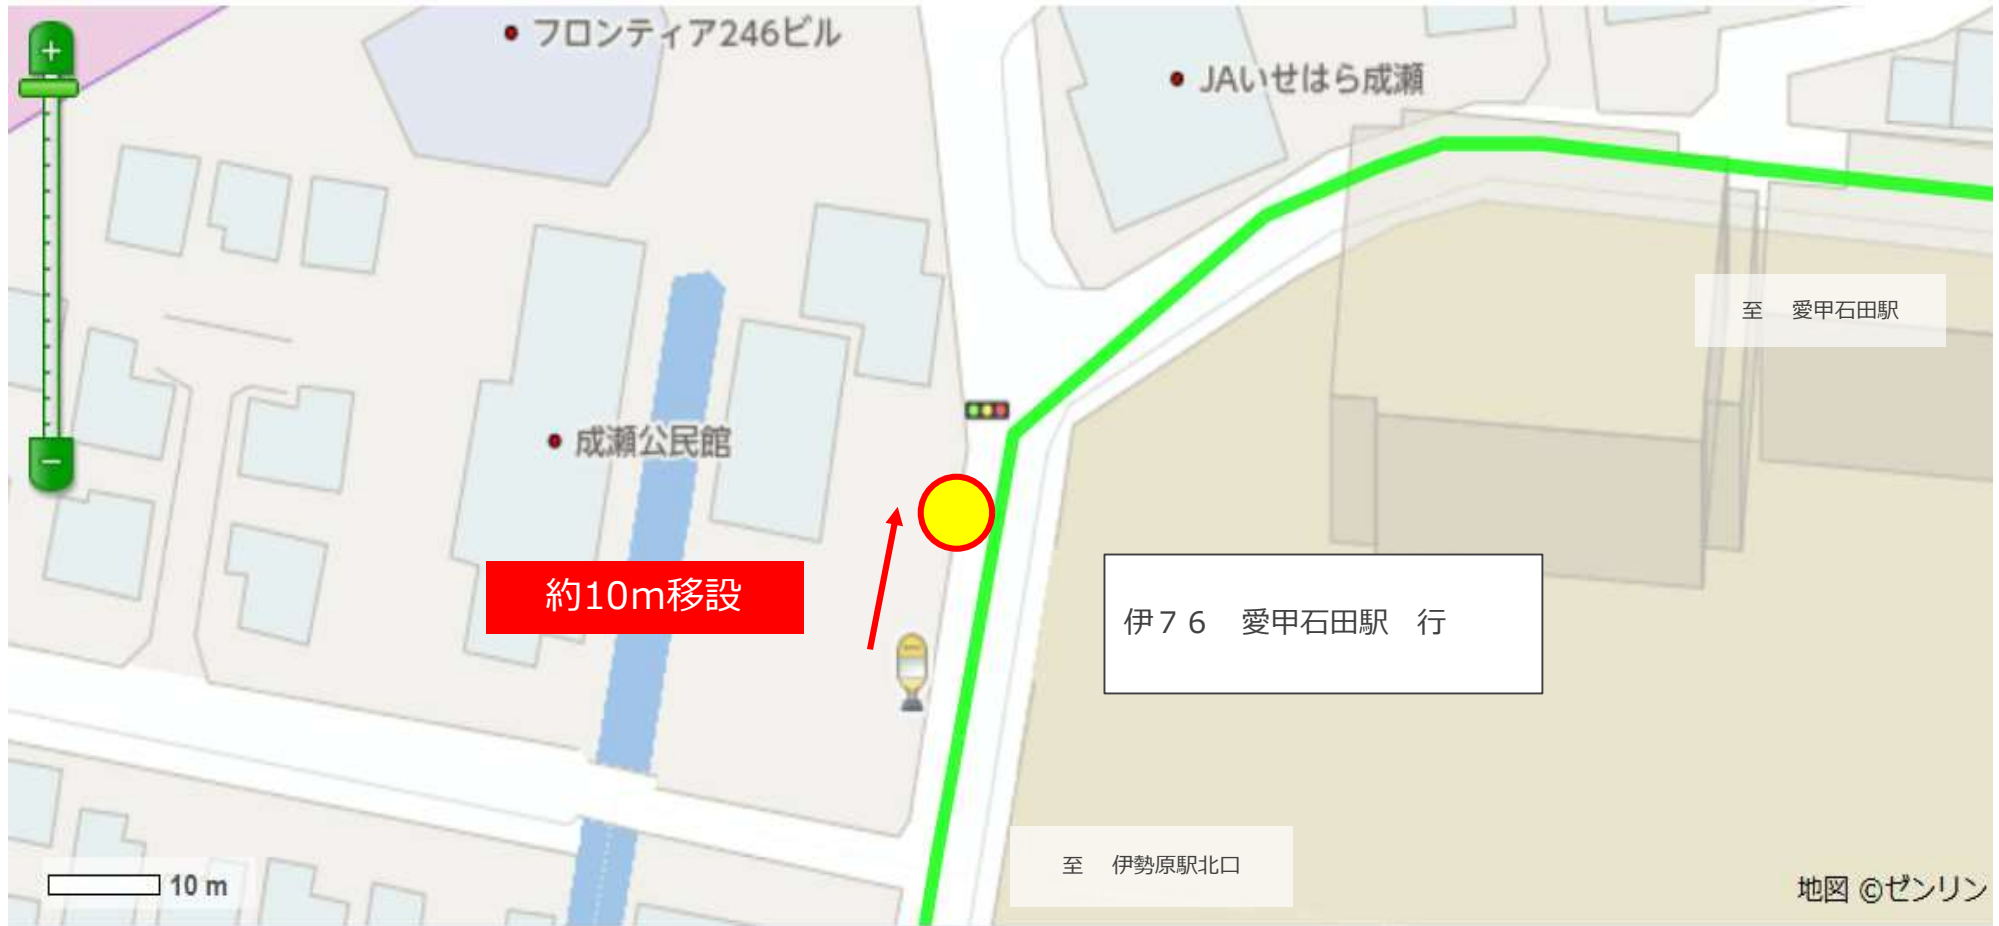 フロンティア246ビル
JAいせはら成瀬
至　愛甲石田駅
成瀬公民館
約10m移設
伊７６　愛甲石田駅　行
至　伊勢原駅北口
10 m
地図 ©ゼンリン